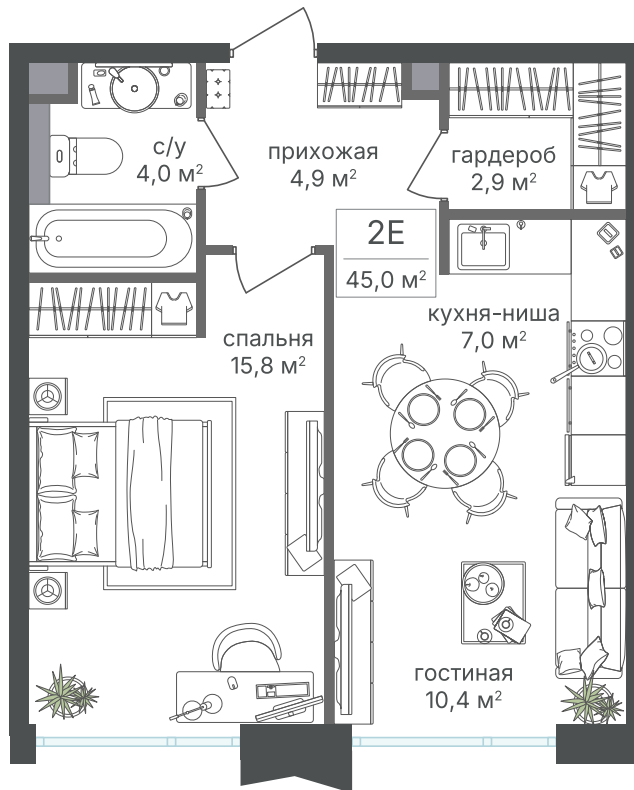 с/у
4,0 м²
прихожая
4,9 м²
гардероб
2,9 м²
2Е
45,0 м²
кухня-ниша
7,0 м²
спальня
15,8 м²
гостиная
10,4 м²